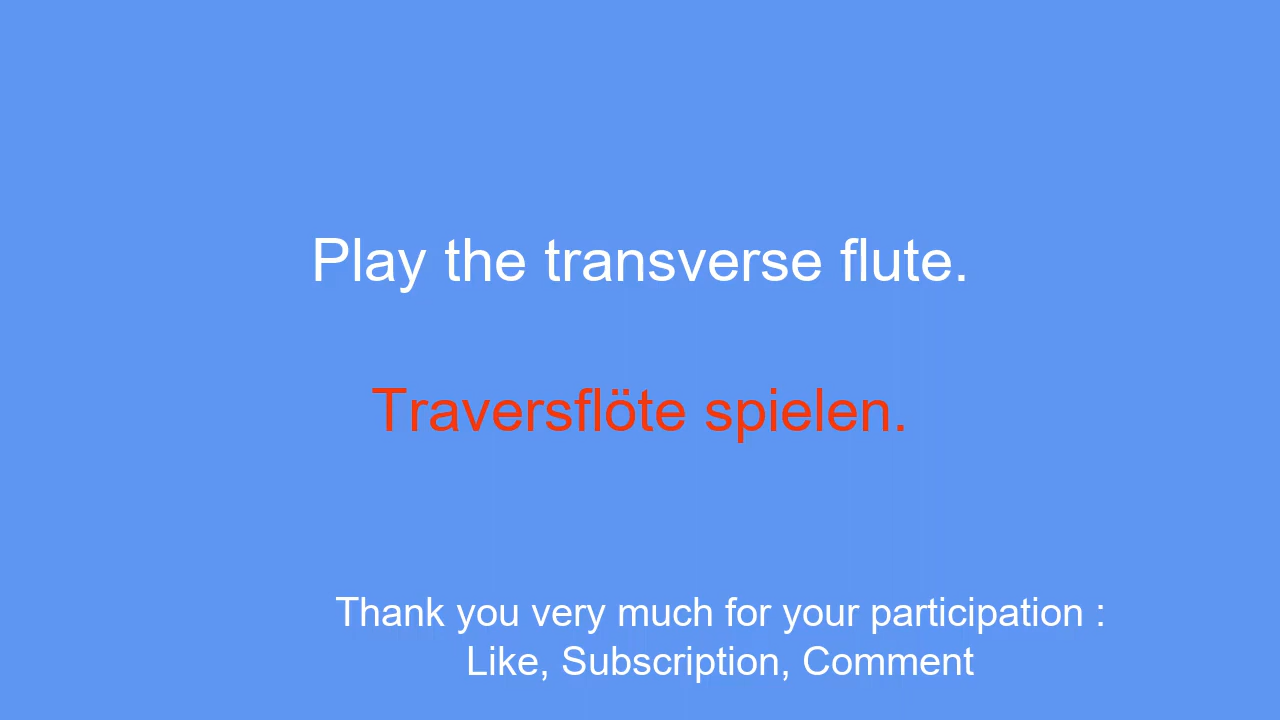 Play the transverse flute.
Traversflöte spielen.
Thank you very much for your participation :
Like, Subscription, Comment